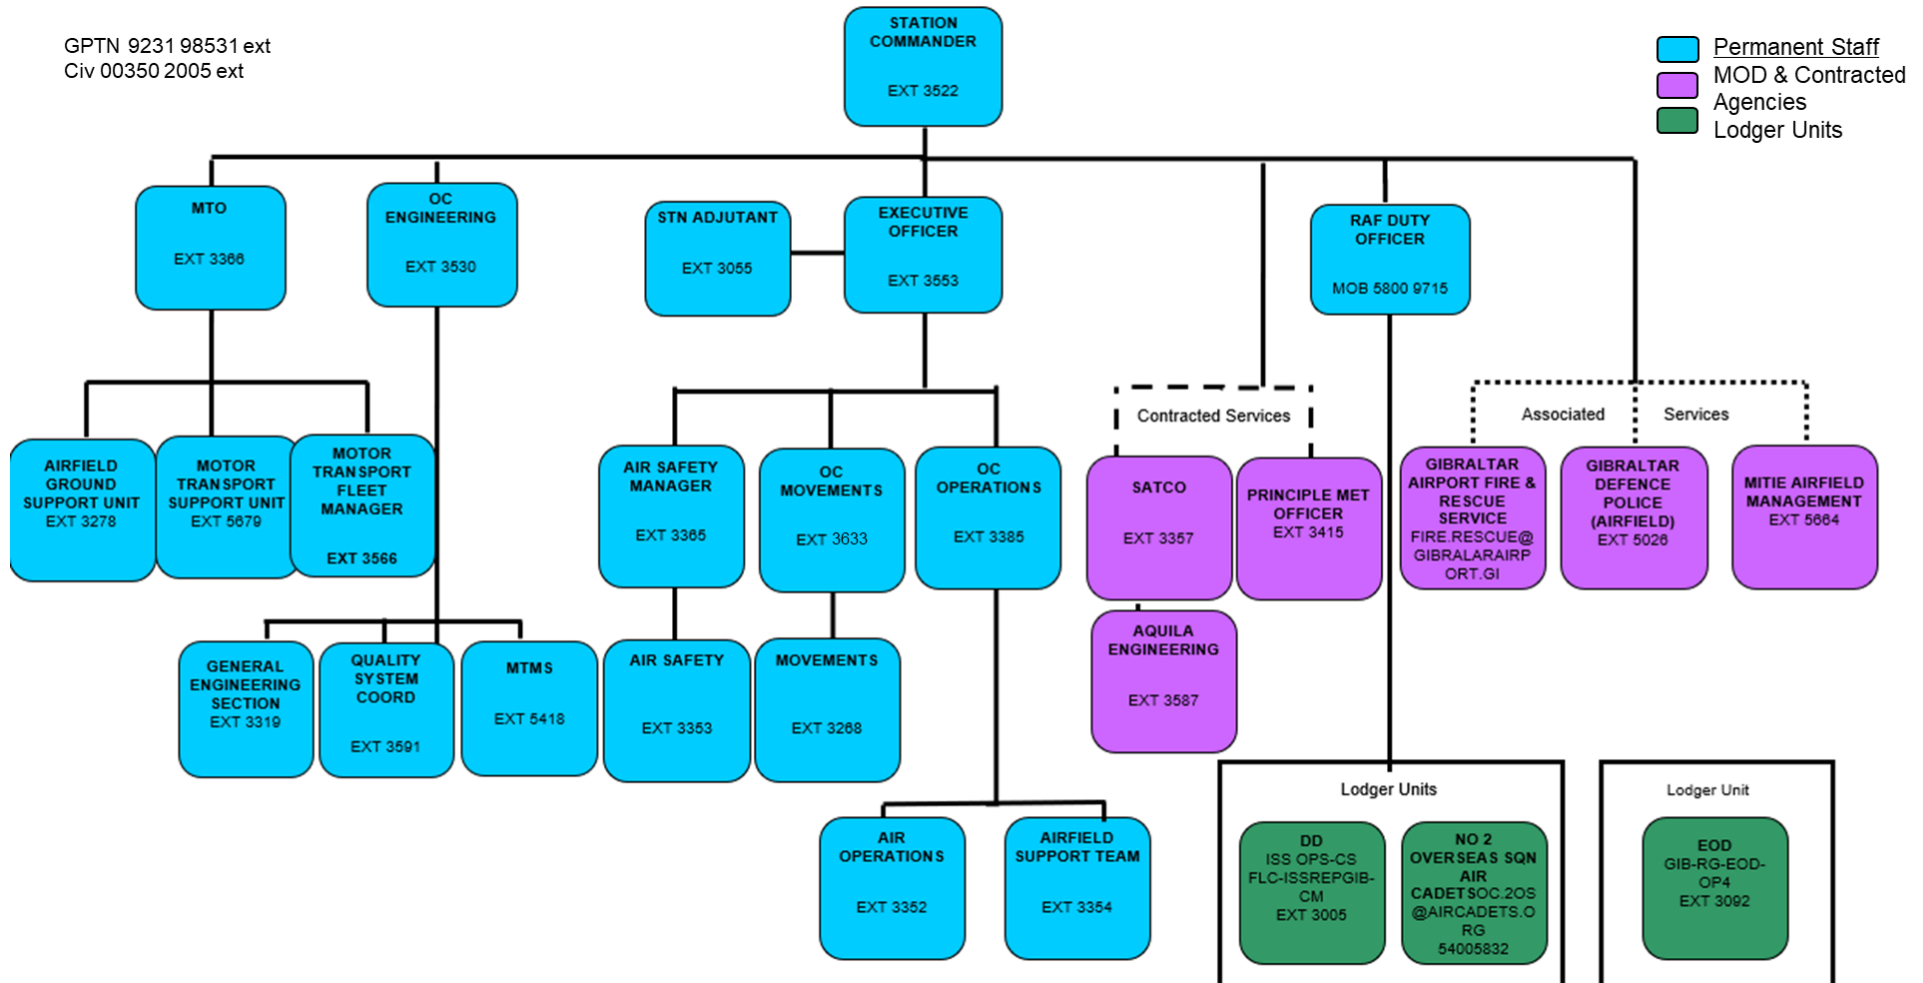 GPTN 9231 98531 ext
Civ 00350 2005 ext
STATION
COMMANDER
EXT 3522
Permanent Staff
MOD & Contracted
Agencies
Lodger Units
MTO
EXT 3366
OC
ENGINEERING
EXT 3530
STN ADJUTANT
EXT 3055
EXECUTIVE
OFFICER
EXT 3553
RAF DUTY
OFFICER
MOB 5800 9715
Contracted Services
Associated Services
AIRFIELD
GROUND
SUPPORT UNIT
EXT 3278
MOTOR
TRANSPORT
SUPPORT UNIT
EXT 5679
MOTOR
TRANSPORT
FLEET
MANAGER
EXT 3566
AIR SAFETY
MANAGER
EXT 3365
OC
MOVEMENTS
EXT 3633
OC
OPERATIONS
EXT 3385
SATCO
EXT 3357
PRINCIPLE MET
OFFICER
EXT 3415
GIBRALTAR
AIRPORT FIRE &
RESCUE
SERVICE
FIRE.RESCUE@
GIBRALARAIRP
ORT.GI
GIBRALTAR
DEFENCE
POLICE
(AIRFIELD)
EXT 5026
MITIE AIRFIELD
MANAGEMENT
EXT 5664
GENERAL
ENGINEERING
SECTION
EXT 3319
QUALITY
SYSTEM
COORD
EXT 3591
MTMS
EXT 5418
AIR SAFETY
EXT 3353
MOVEMENTS
EXT 3268
AQUILA
ENGINEERING
EXT 3587
AIR
OPERATIONS
EXT 3352
AIRFIELD
SUPPORT TEAM
EXT 3354
Lodger Units
DD
ISS OPS-CS
FLC-ISSREPGIB-
CM
EXT 3005
NO 2
OVERSEAS SQN
AIR
CADETSOC.2OS
@AIRCADETS.O
RG
54005832
Lodger Unit
EOD
GIB-RG-EOD-
OP4
EXT 3092